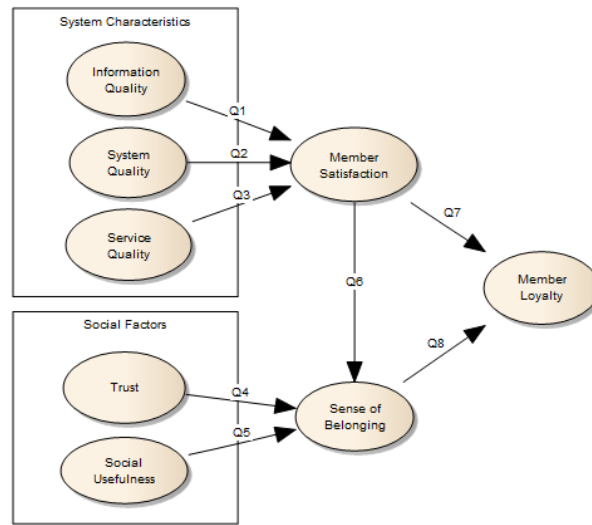 System Characteristics
Information
Quality
Q1
System
Quality
Q2
Member
Satisfaction
Q3
Service
Quality
Q7
Q6
Member
Loyalty
Social Factors
Q8
Trust
Q4
Sense of
Belonging
Q5
Social
Usefulness